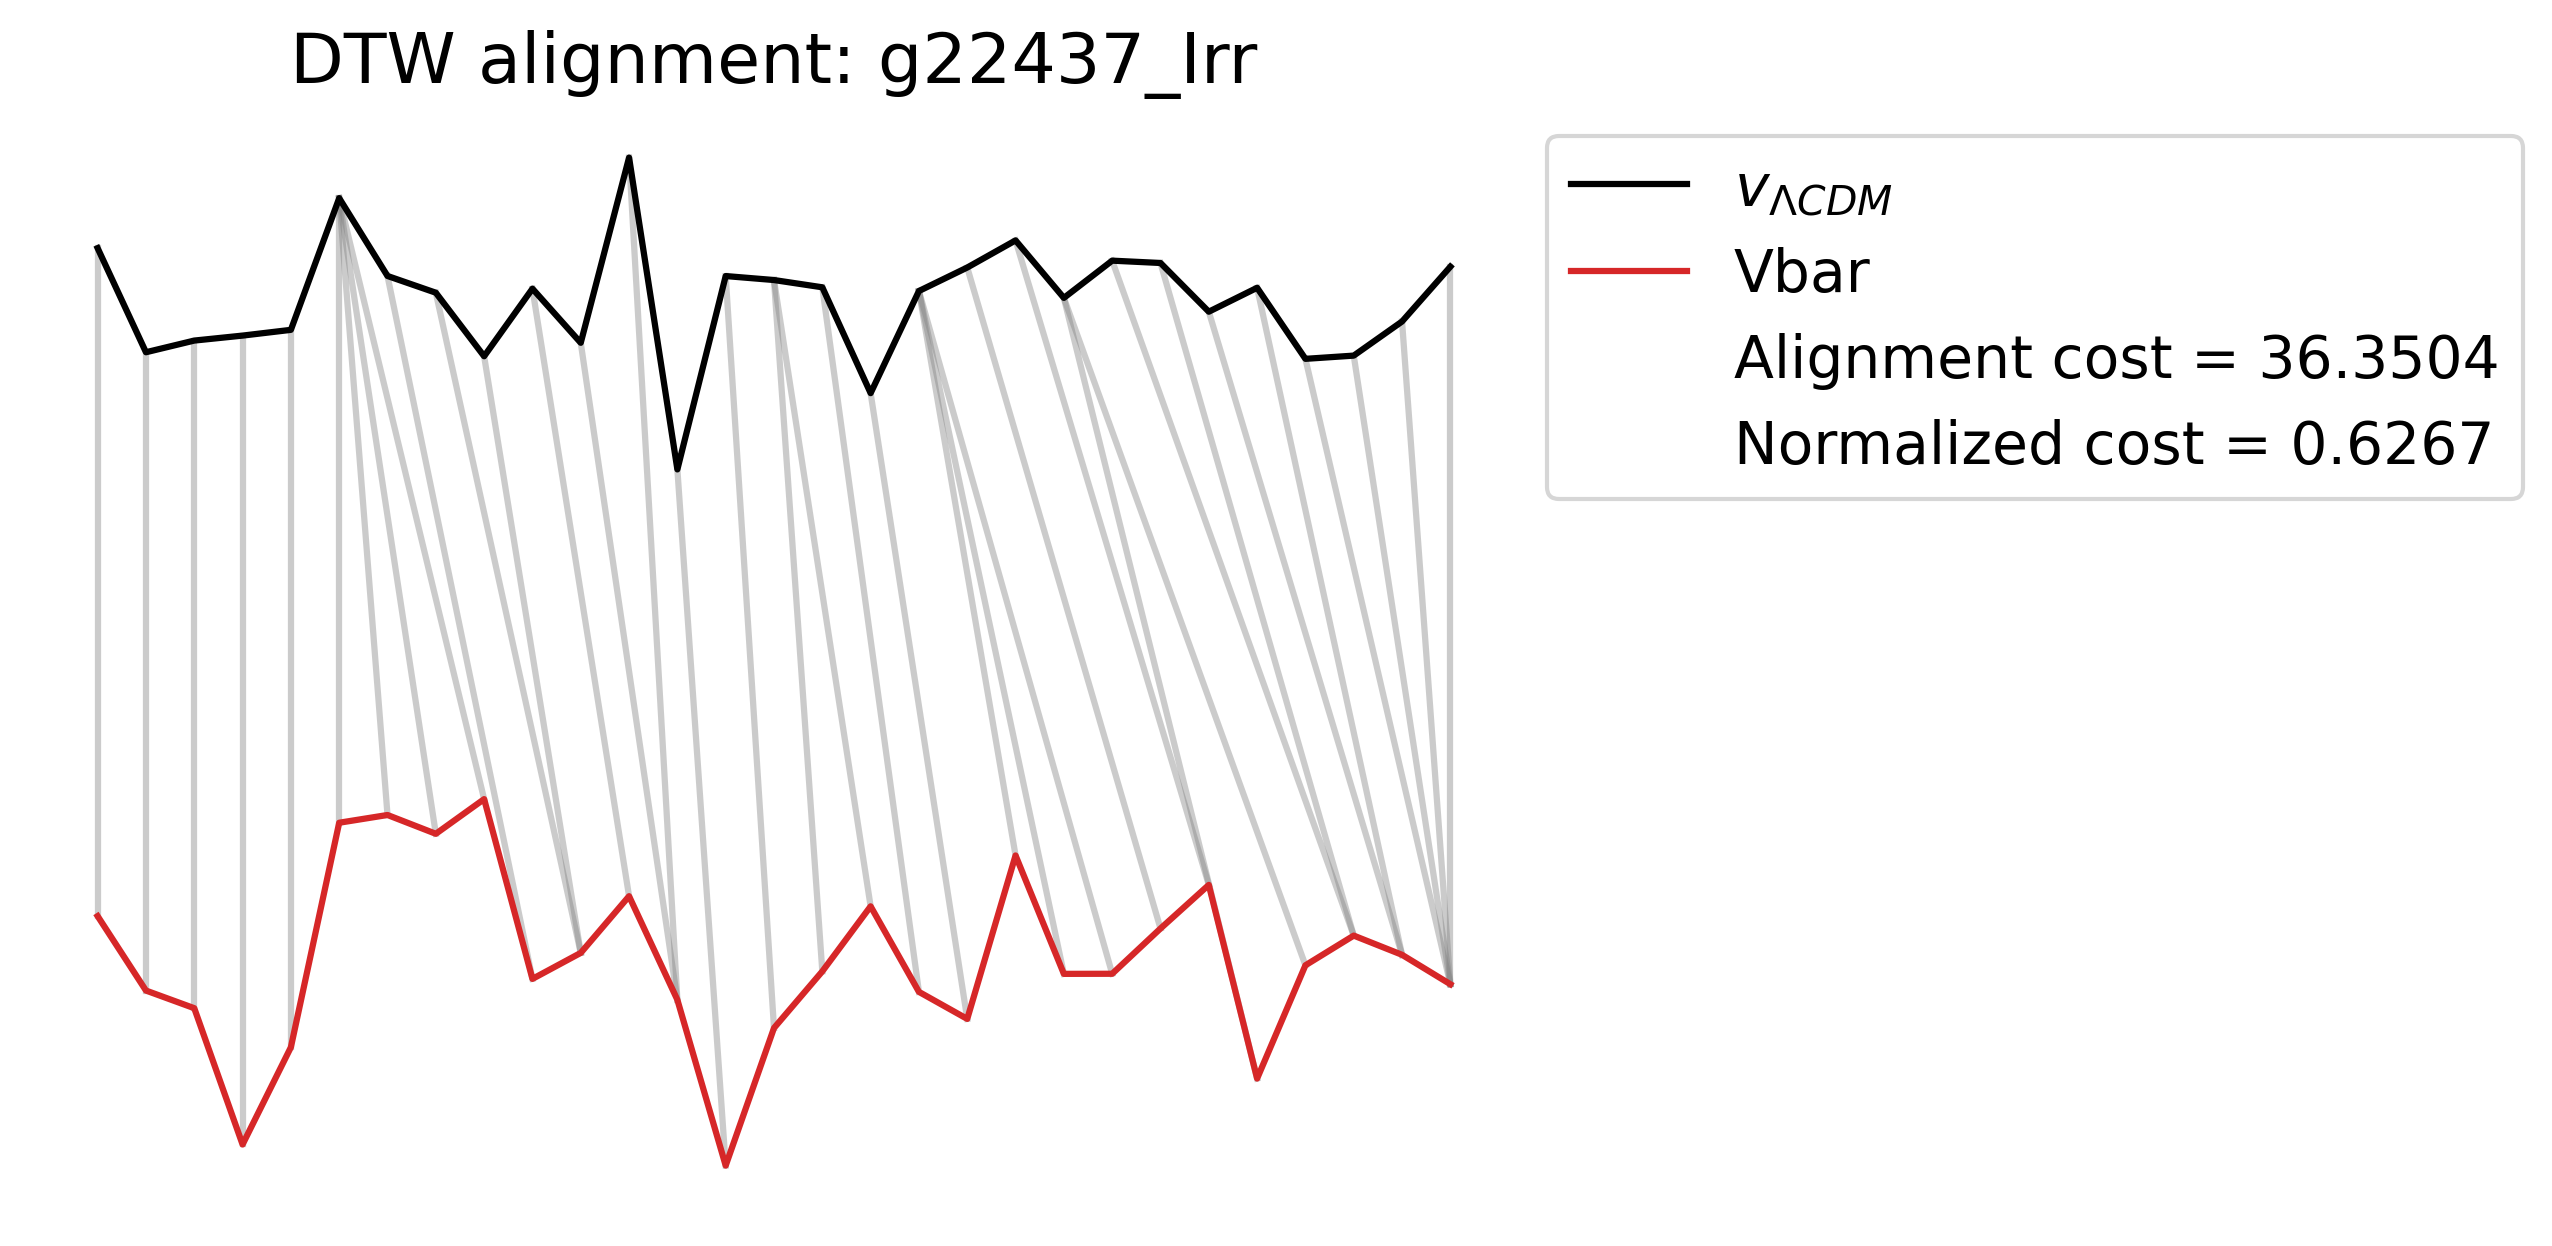 DTW alignment: g22437_Irr
v_ΛCDM
Vbar
Alignment cost = 36.3504
Normalized cost = 0.6267